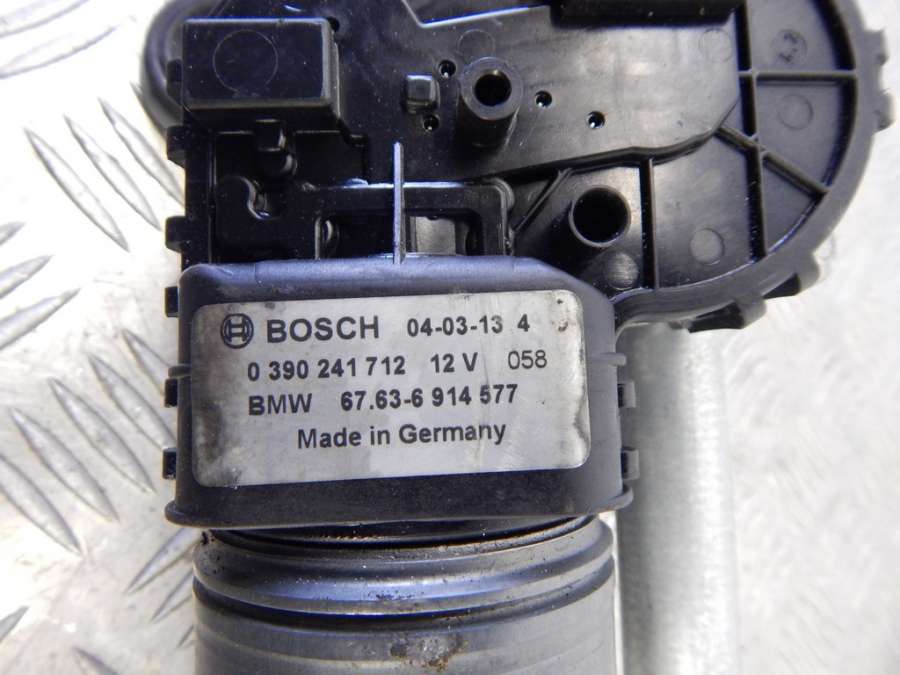 BOSCH 04-03-13 4
0 390 241 712 12 V 058
BMW 67.63-6 914 577
Made in Germany